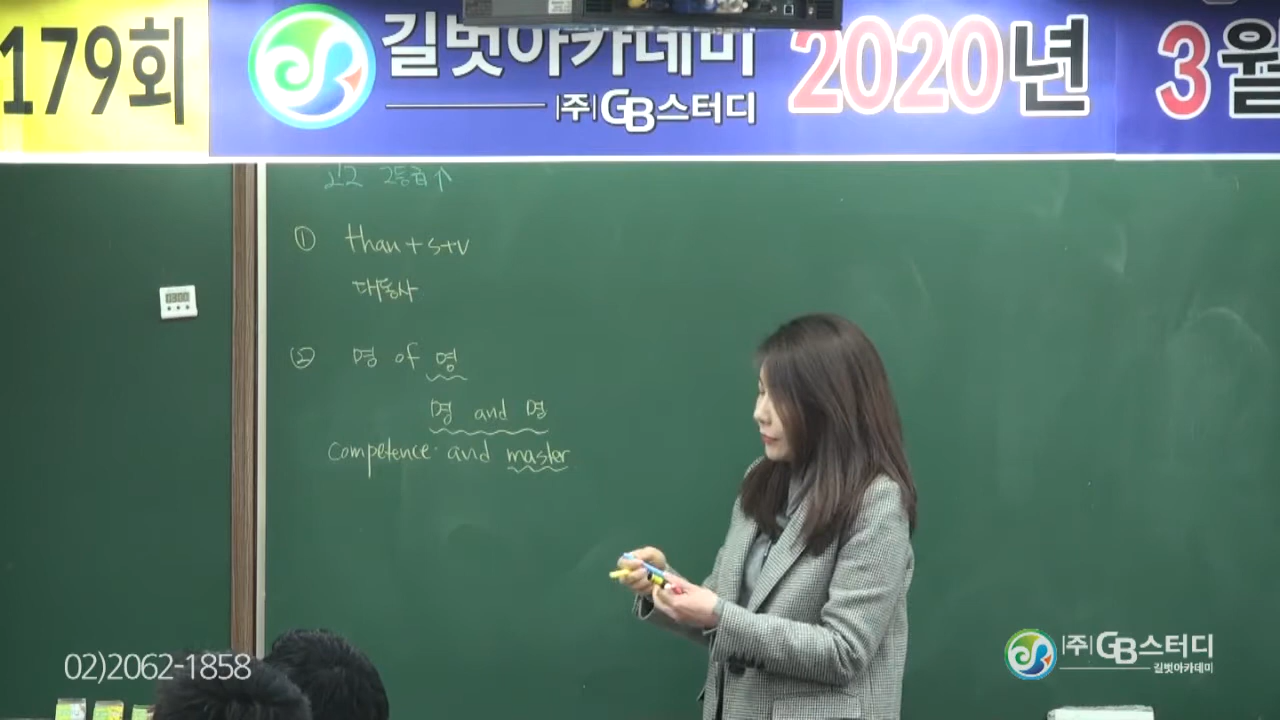 179회
길벗아카데미
|주|GB스터디
2020년 3월
고2 2등급↑
① than+s+v
대동사
② 명 of 명
명 and 명
competence and master
02)2062-1858
|주|GB스터디
길벗아카데미